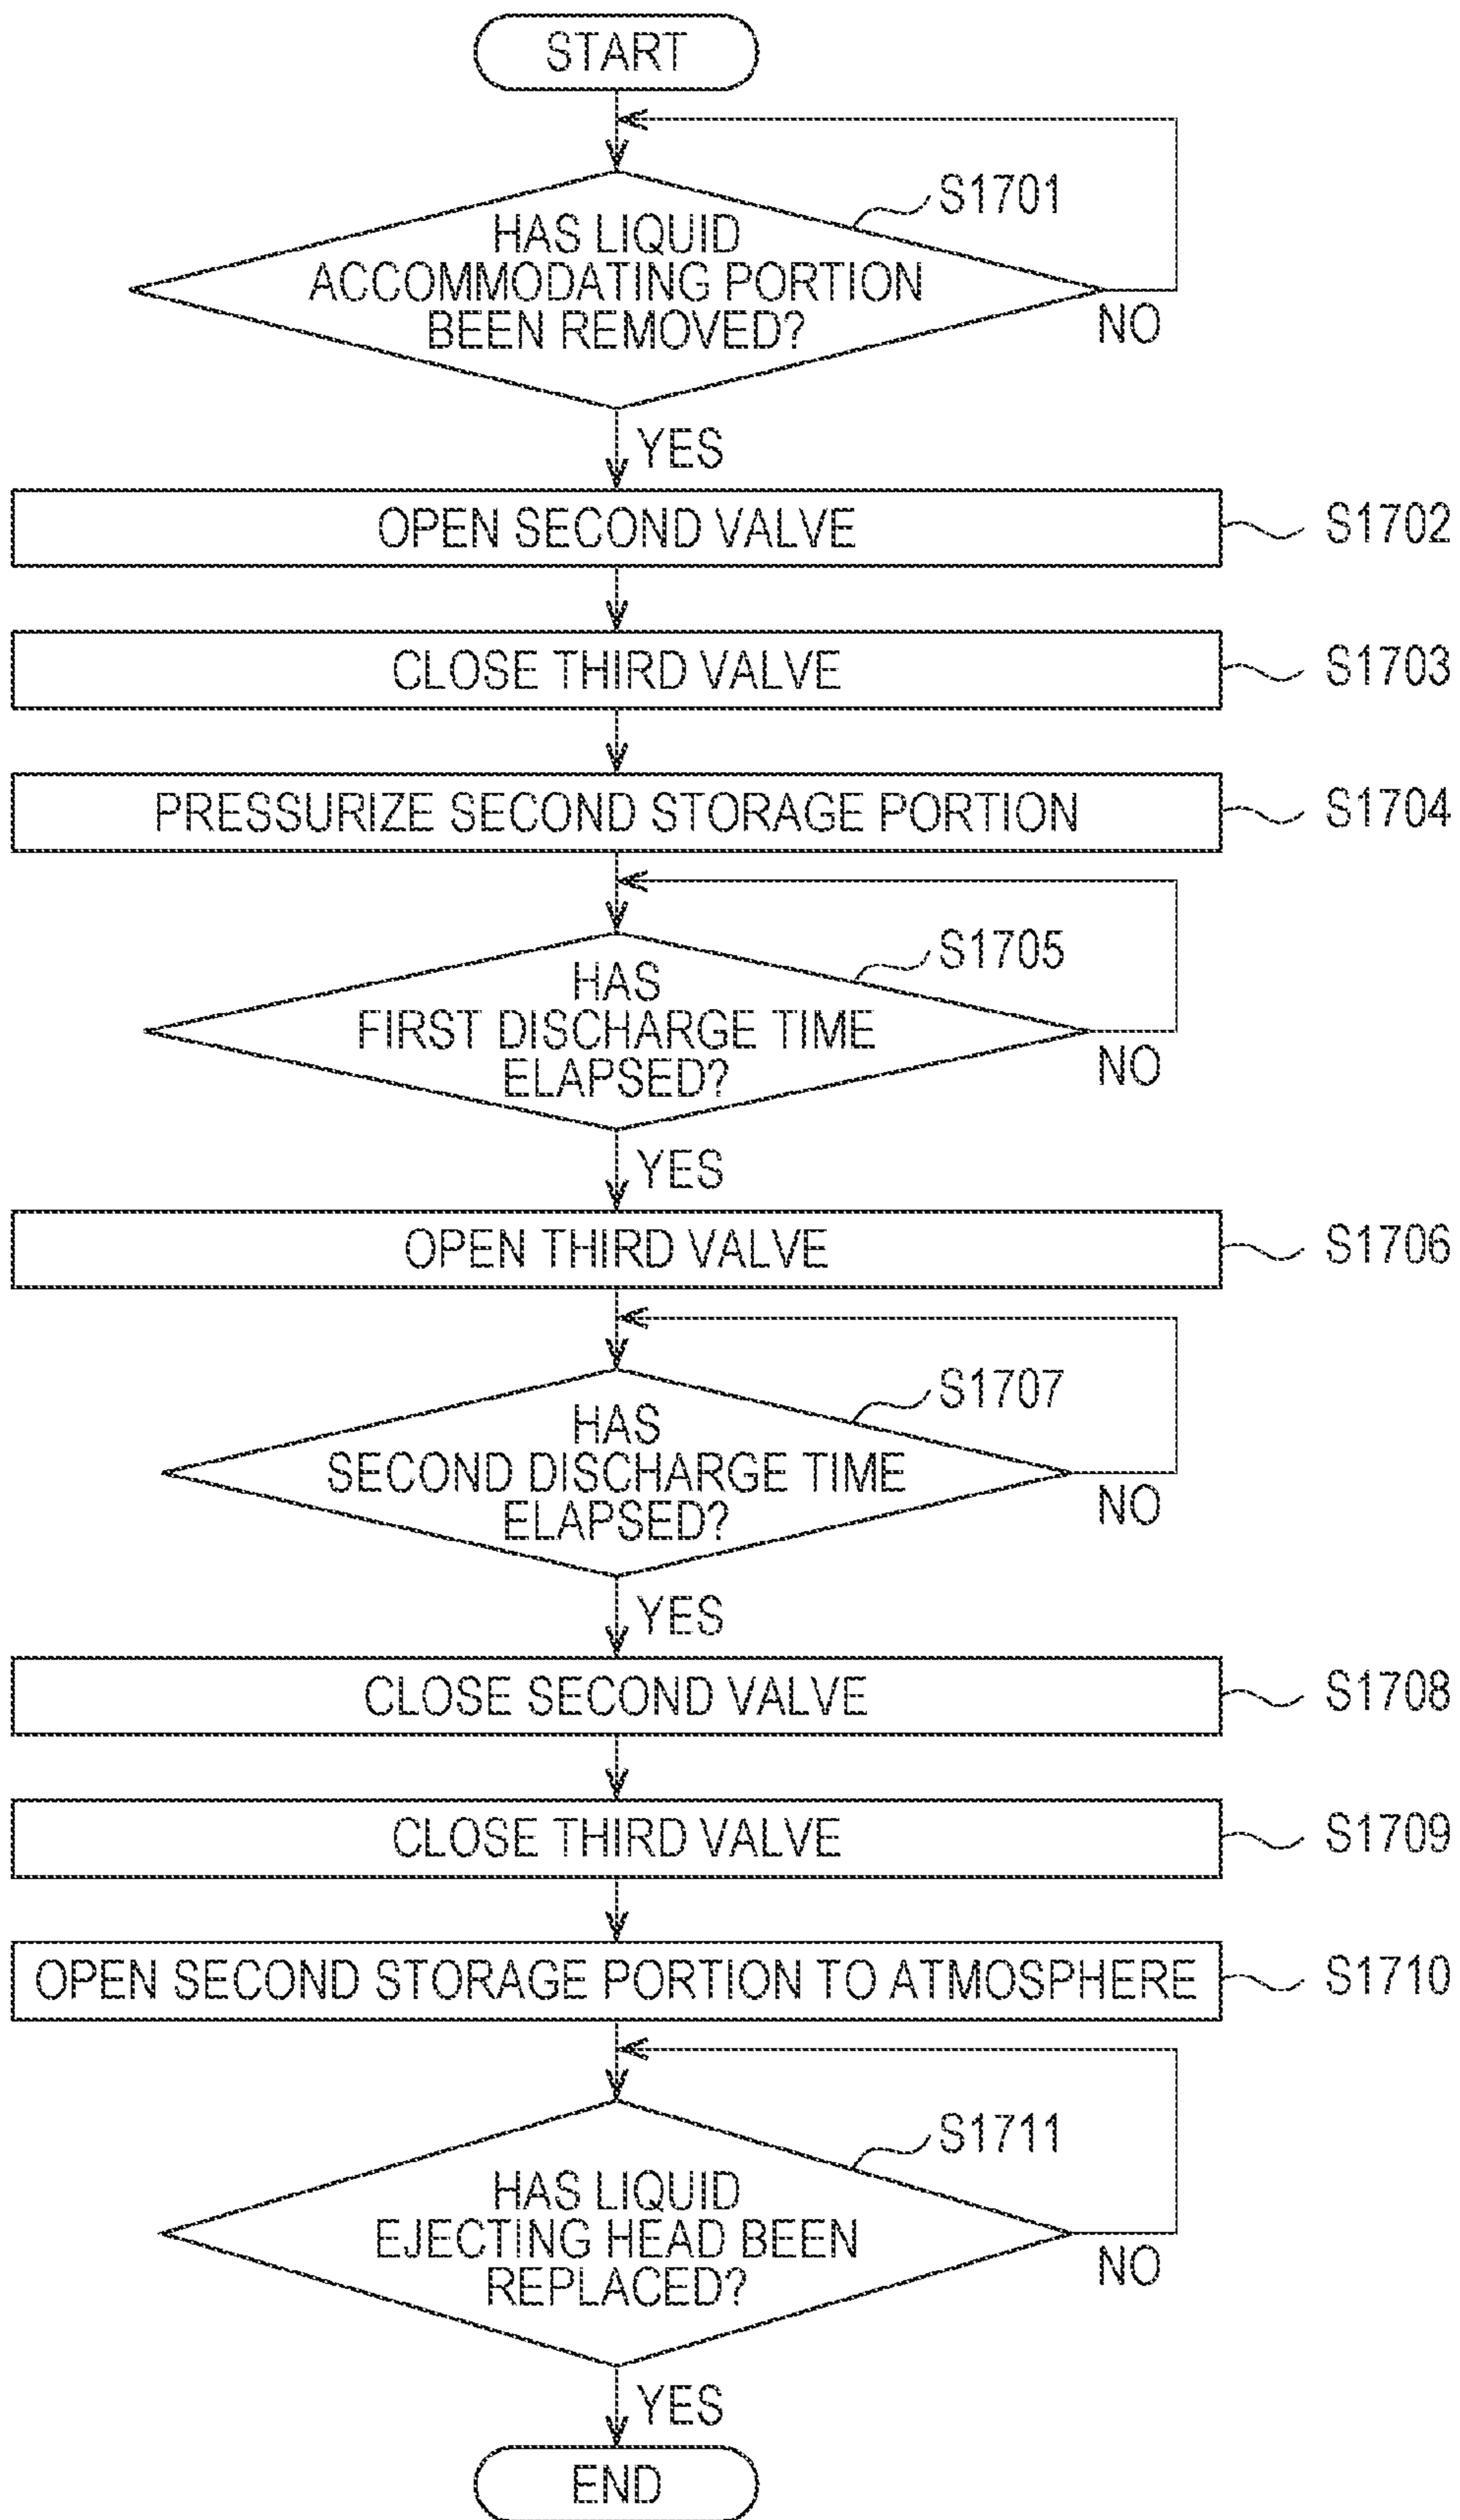 START
S1701
HAS LIQUID
ACCOMMODATING PORTION
BEEN REMOVED?
NO
YES
OPEN SECOND VALVE
S1702
CLOSE THIRD VALVE
S1703
PRESSURIZE SECOND STORAGE PORTION
S1704
S1705
HAS
FIRST DISCHARGE TIME
ELAPSED?
NO
YES
OPEN THIRD VALVE
S1706
S1707
HAS
SECOND DISCHARGE TIME
ELAPSED?
NO
YES
CLOSE SECOND VALVE
S1708
CLOSE THIRD VALVE
S1709
OPEN SECOND STORAGE PORTION TO ATMOSPHERE
S1710
S1711
HAS LIQUID
EJECTING HEAD BEEN
REPLACED?
NO
YES
END